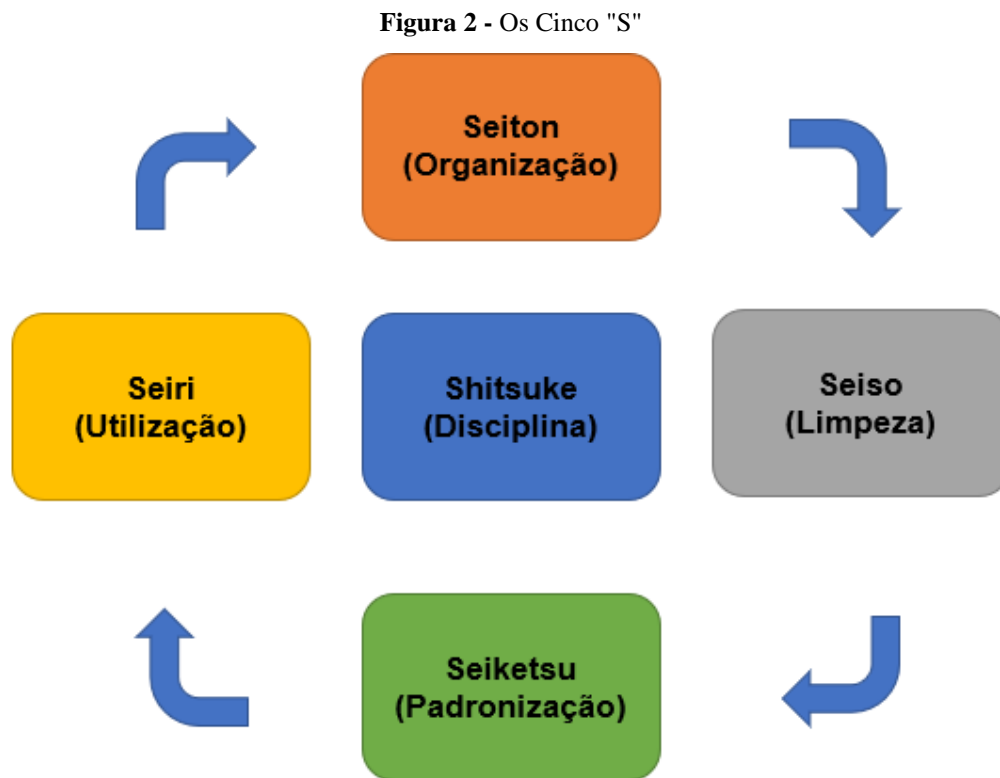 Figura 2 - Os Cinco "S"
Seiton
(Organização)
Seiri
(Utilização)
Shitsuke
(Disciplina)
Seiso
(Limpeza)
Seiketsu
(Padronização)